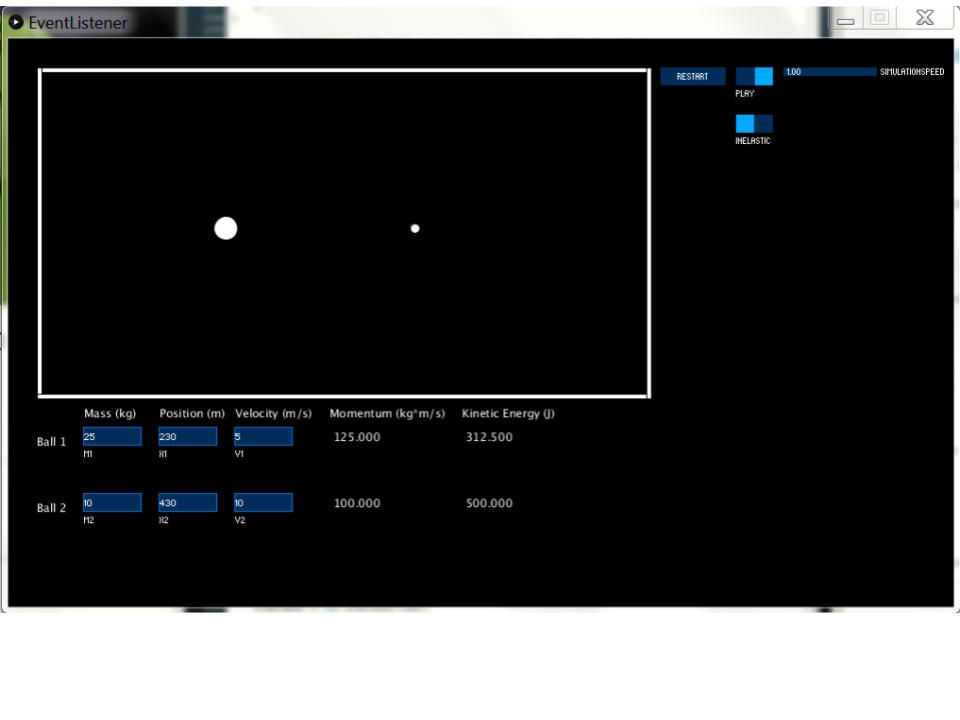 EventListener
RESTART
PLAY
1.00 SIMULATIONSPEED
INELASTIC
Mass (kg) Position (m) Velocity (m/s) Momentum (kg*m/s) Kinetic Energy (J)
Ball 1 25 230 5 125.000 312.500
M1 X1 V1
Ball 2 10 430 10 100.000 500.000
M2 X2 V2